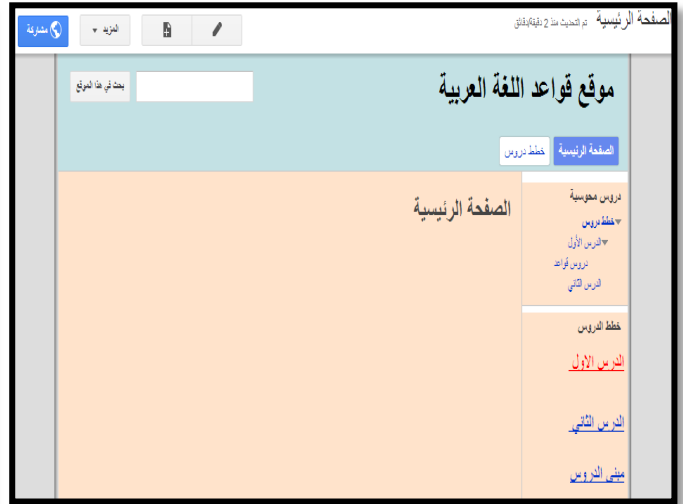 الصفحة الرئيسية تم التحديث منذ 2 دقيقة/دقائق
المزيد
مشاركة
موقع قواعد اللغة العربية
بحث في هذا الموقع
الصفحة الرئيسية
خطط دروس
الصفحة الرئيسية
دروس محوسبة
خطط دروس
الدرس الأول
دروس قواعد
الدرس الثاني
خطط الدروس
الدرس الاول
الدرس الثاني
مبنى الدروس